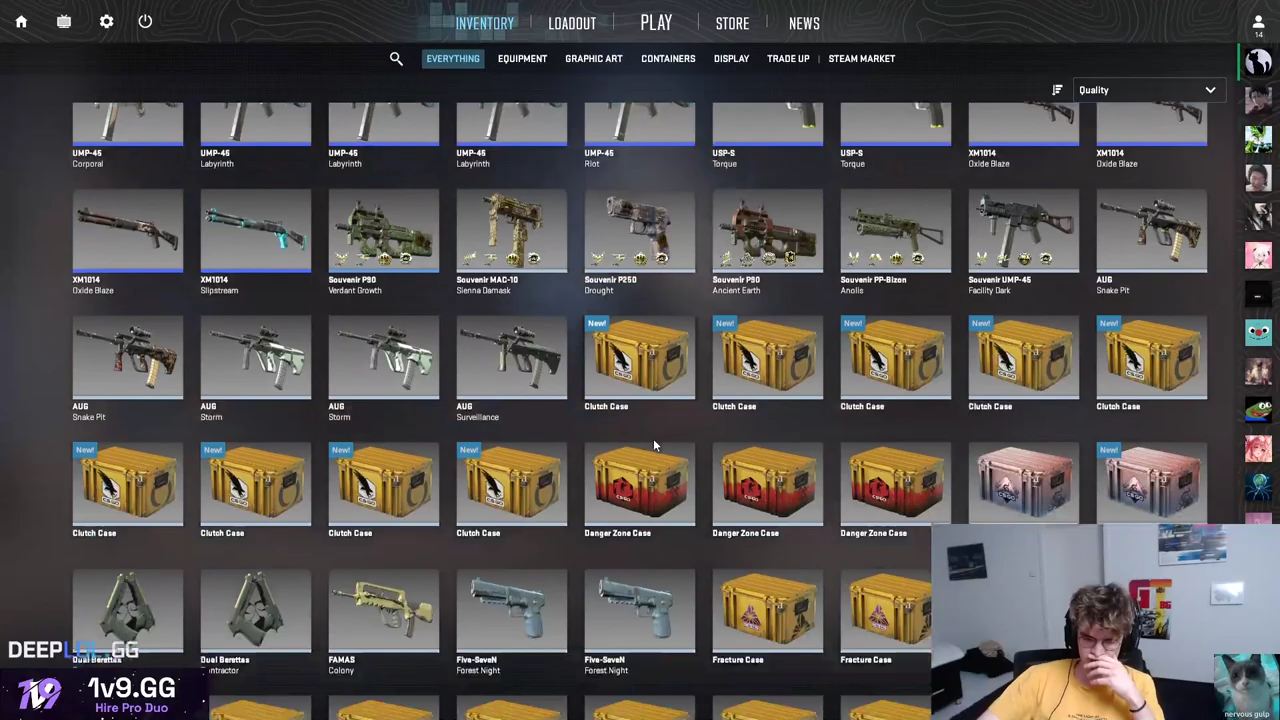 INVENTORY LOADOUT PLAY STORE NEWS
14
EVERYTHING EQUIPMENT GRAPHIC ART CONTAINERS DISPLAY TRADE UP STEAM MARKET
Quality
UMP-45 UMP-45 UMP-45 UMP-45 UMP-45 USP-S USP-S XM1014 XM1014
Corporal Labyrinth Labyrinth Labyrinth Riot Torque Torque Oxide Blaze Oxide Blaze
XM1014 XM1014 Souvenir P90 Souvenir MAC-10 Souvenir P250 Souvenir P90 Souvenir PP-Bizon Souvenir UMP-45 AUG
Oxide Blaze Slipstream Verdant Growth Sienna Damask Drought Ancient Earth Anolis Facility Dark Snake Pit
New! New! New! New! New!
AUG AUG AUG AUG Clutch Case Clutch Case Clutch Case Clutch Case Clutch Case
Snake Pit Storm Storm Surveillance
New! New! New! New! New!
Clutch Case Clutch Case Clutch Case Clutch Case Danger Zone Case Danger Zone Case Danger Zone Case
Dual Berettas Dual Berettas FAMAS Five-SeveN Five-SeveN Fracture Case Fracture Case
Colony Forest Night Forest Night
DEEPLOL.GG
1v9.GG
Hire Pro Duo
nervous gulp